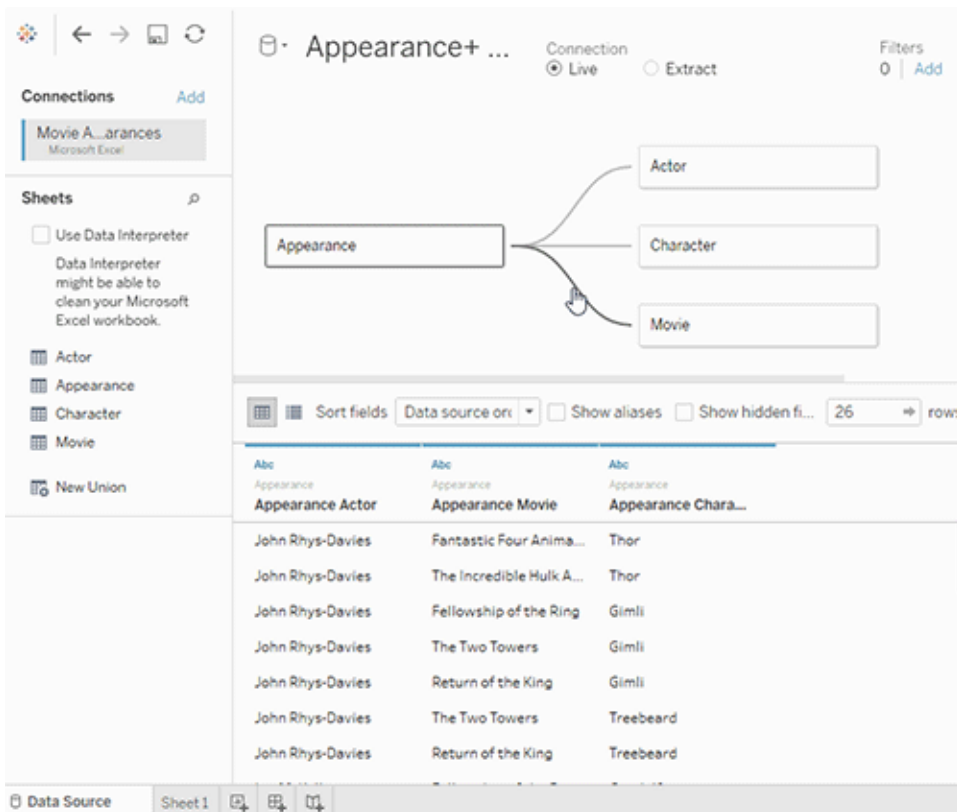 Appearance+ ...
Connection
Live
Extract
Filters
0 | Add
Connections
Add
Movie A...arances
Microsoft Excel
Sheets
Use Data Interpreter
Data Interpreter
might be able to
clean your Microsoft
Excel workbook.
Actor
Appearance
Character
Movie
New Union
Appearance
Actor
Character
Movie
Sort fields
Data source orc
Show aliases
Show hidden fi...
26
rows
Abc
Appearance
Appearance Actor
Abc
Appearance
Appearance Movie
Abc
Appearance
Appearance Chara...
John Rhys-Davies Fantastic Four Anima... Thor
John Rhys-Davies The Incredible Hulk A... Thor
John Rhys-Davies Fellowship of the Ring Gimli
John Rhys-Davies The Two Towers Gimli
John Rhys-Davies Return of the King Gimli
John Rhys-Davies The Two Towers Treebeard
John Rhys-Davies Return of the King Treebeard
Data Source
Sheet 1